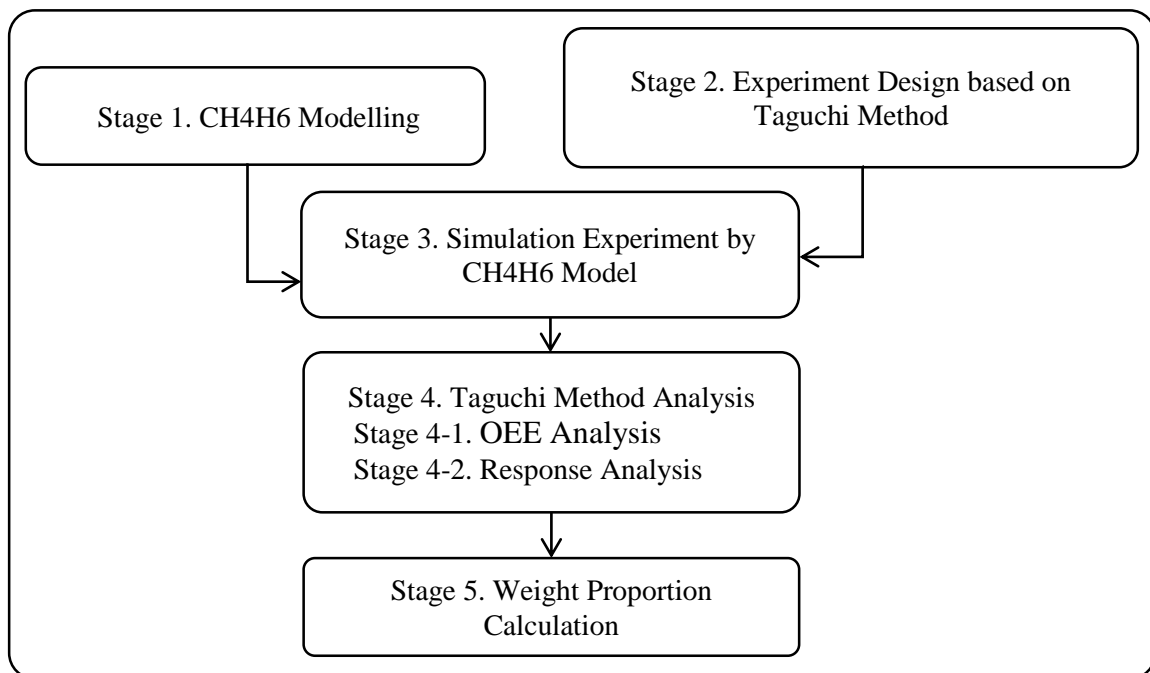 Stage 1. CH4H6 Modelling
Stage 2. Experiment Design based on
Taguchi Method
Stage 3. Simulation Experiment by
CH4H6 Model
Stage 4. Taguchi Method Analysis
Stage 4-1. OEE Analysis
Stage 4-2. Response Analysis
Stage 5. Weight Proportion
Calculation